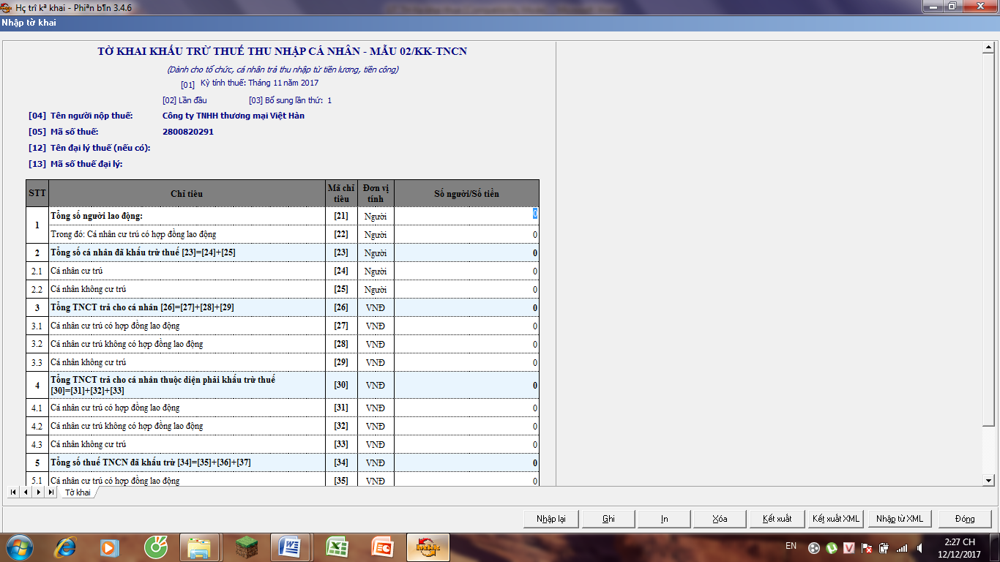 Hç trî kª khai - Phiªn b¶n 3.4.6
Nhập tờ khai
TỜ KHAI KHẤU TRỪ THUẾ THU NHẬP CÁ NHÂN - MẪU 02/KK-TNCN
(Dành cho tổ chức, cá nhân trả thu nhập từ tiền lương, tiền công)
[01] Kỳ tính thuế: Tháng 11 năm 2017
[02] Lần đầu [03] Bổ sung lần thứ: 1
[04] Tên người nộp thuế: Công ty TNHH thương mại Việt Hàn
[05] Mã số thuế: 2800820291
[12] Tên đại lý thuế (nếu có):
[13] Mã số thuế đại lý:
STT Chỉ tiêu Mã chỉ tiêu Đơn vị tính Số người/Số tiền
1 Tổng số người lao động: [21] Người 0
Trong đó: Cá nhân cư trú có hợp đồng lao động [22] Người 0
2 Tổng số cá nhân đã khấu trừ thuế [23]=[24]+[25] [23] Người 0
2.1 Cá nhân cư trú [24] Người 0
2.2 Cá nhân không cư trú [25] Người 0
3 Tổng TNCT trả cho cá nhân [26]=[27]+[28]+[29] [26] VNĐ 0
3.1 Cá nhân cư trú có hợp đồng lao động [27] VNĐ 0
3.2 Cá nhân cư trú không có hợp đồng lao động [28] VNĐ 0
3.3 Cá nhân không cư trú [29] VNĐ 0
4 Tổng TNCT trả cho cá nhân thuộc diện phải khấu trừ thuế
[30]=[31]+[32]+[33] [30] VNĐ 0
4.1 Cá nhân cư trú có hợp đồng lao động [31] VNĐ 0
4.2 Cá nhân cư trú không có hợp đồng lao động [32] VNĐ 0
4.3 Cá nhân không cư trú [33] VNĐ 0
5 Tổng số thuế TNCN đã khấu trừ [34]=[35]+[36]+[37] [34] VNĐ 0
5.1 Cá nhân cư trú có hợp đồng lao động [35] VNĐ 0
Tờ khai
Nhập lại Ghi In Xóa Kết xuất Kết xuất XML Nhập từ XML Đóng
EN 2:27 CH
12/12/2017